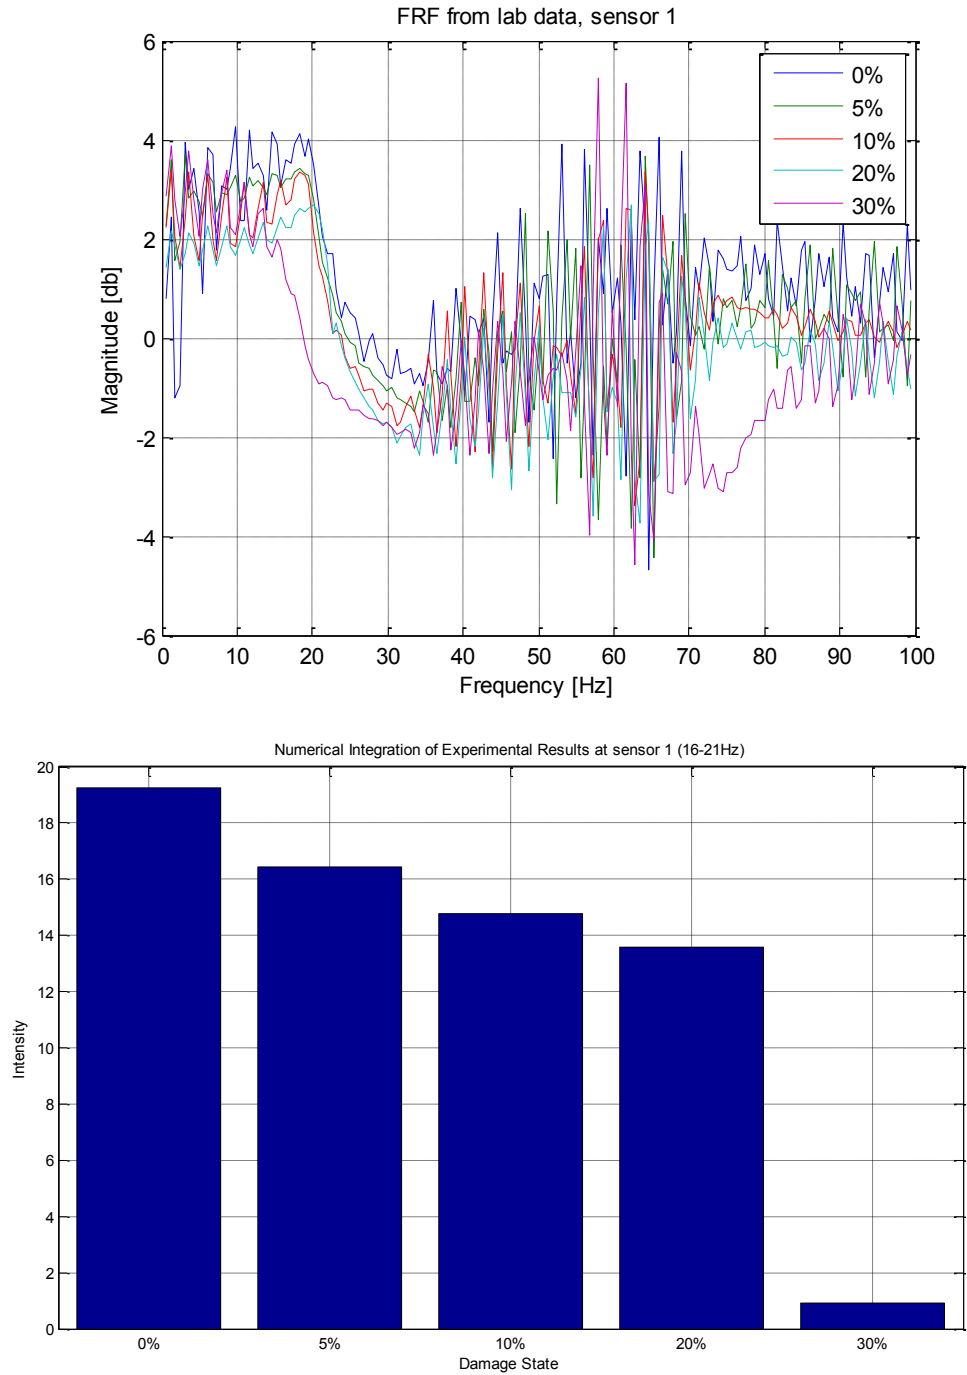 FRF from lab data, sensor 1
6
4
2
0
-2
-4
-6
Magnitude [db]
0%
5%
10%
20%
30%
0 10 20 30 40 50 60 70 80 90 100
Frequency [Hz]
Numerical Integration of Experimental Results at sensor 1 (16-21Hz)
20
18
16
14
12
10
8
6
4
2
0
Intensity
0% 5% 10% 20% 30%
Damage State